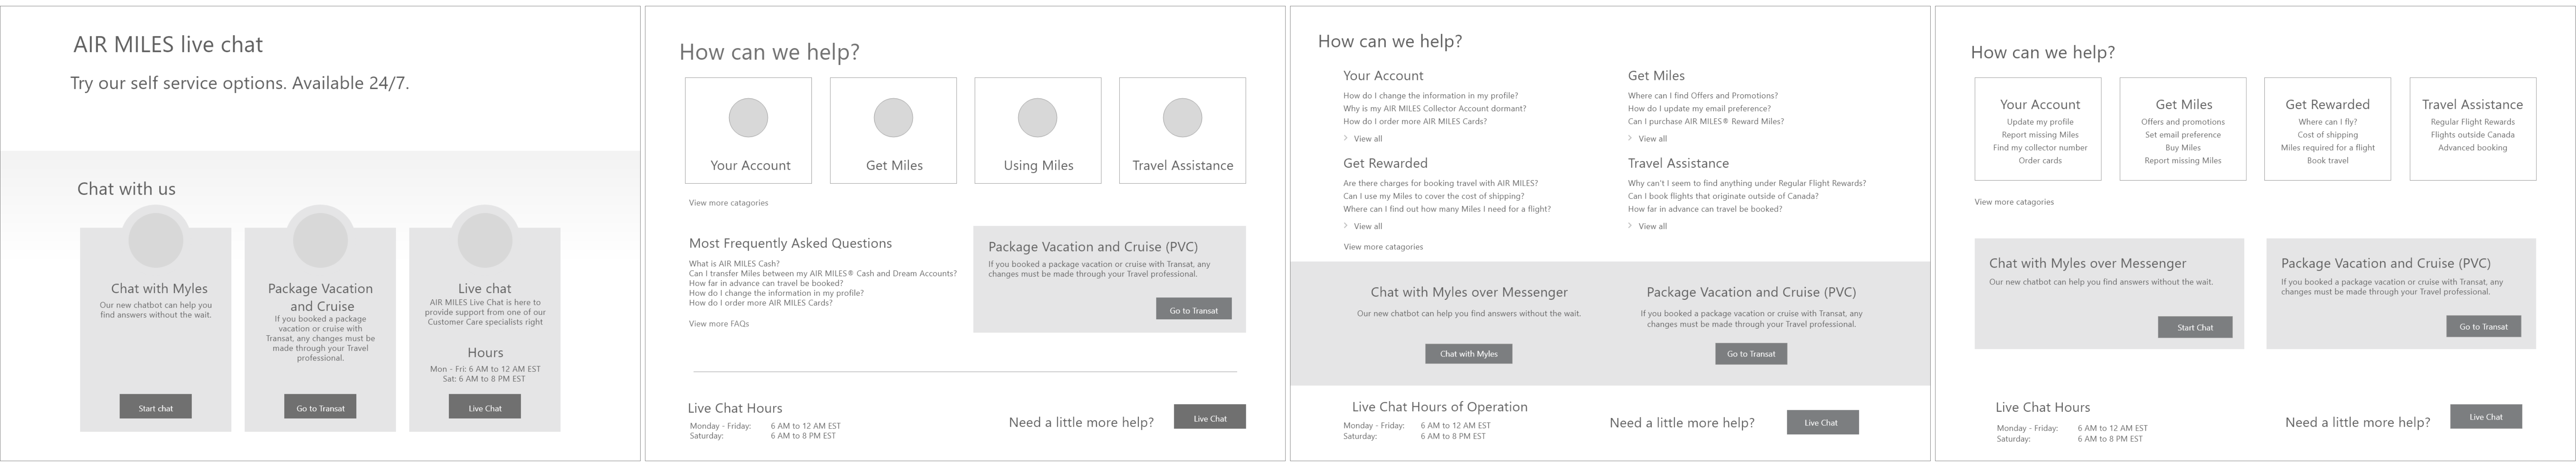 AIR MILES live chat
Try our self service options. Available 24/7.
Chat with us
Chat with Myles
Our new chatbot can help you
find answers without the wait.
Start chat
Package Vacation
and Cruise
If you booked a package
vacation or cruise with
Transat, any changes must be
made through your Travel
professional.
Go to Transat
Live chat
AIR MILES Live Chat is here to
provide support from one of our
Customer Care specialists right
Hours
Mon - Fri: 6 AM to 12 AM EST
Sat: 6 AM to 8 PM EST
Live Chat
How can we help?
Your Account
Get Miles
Using Miles
Travel Assistance
View more catagories
Most Frequently Asked Questions
What is AIR MILES Cash?
Can I transfer Miles between my AIR MILES® Cash and Dream Accounts?
How far in advance can travel be booked?
How do I change the information in my profile?
How do I order more AIR MILES Cards?
View more FAQs
Package Vacation and Cruise (PVC)
If you booked a package vacation or cruise with Transat, any
changes must be made through your Travel professional.
Go to Transat
Live Chat Hours
Monday - Friday: 6 AM to 12 AM EST
Saturday: 6 AM to 8 PM EST
Need a little more help?
Live Chat
How can we help?
Your Account
How do I change the information in my profile?
Why is my AIR MILES Collector Account dormant?
How do I order more AIR MILES Cards?
> View all
Get Miles
Where can I find Offers and Promotions?
How do I update my email preference?
Can I purchase AIR MILES® Reward Miles?
> View all
Get Rewarded
Are there charges for booking travel with AIR MILES?
Can I use my Miles to cover the cost of shipping?
Where can I find out how many Miles I need for a flight?
> View all
Travel Assistance
Why can't I seem to find anything under Regular Flight Rewards?
Can I book flights that originate outside of Canada?
How far in advance can travel be booked?
> View all
View more catagories
Chat with Myles over Messenger
Our new chatbot can help you find answers without the wait.
Chat with Myles
Package Vacation and Cruise (PVC)
If you booked a package vacation or cruise with Transat, any
changes must be made through your Travel professional.
Go to Transat
Live Chat Hours of Operation
Monday - Friday: 6 AM to 12 AM EST
Saturday: 6 AM to 8 PM EST
Need a little more help?
Live Chat
How can we help?
Your Account
Update my profile
Report missing Miles
Find my collector number
Order cards
Get Miles
Offers and promotions
Set email preference
Buy Miles
Report missing Miles
Get Rewarded
Where can I fly?
Cost of shipping
Miles required for a flight
Book travel
Travel Assistance
Regular Flight Rewards
Flights outside Canada
Advanced booking
View more catagories
Chat with Myles over Messenger
Our new chatbot can help you find answers without the wait.
Start Chat
Package Vacation and Cruise (PVC)
If you booked a package vacation or cruise with Transat, any
changes must be made through your Travel professional.
Go to Transat
Live Chat Hours
Monday - Friday: 6 AM to 12 AM EST
Saturday: 6 AM to 8 PM EST
Need a little more help?
Live Chat